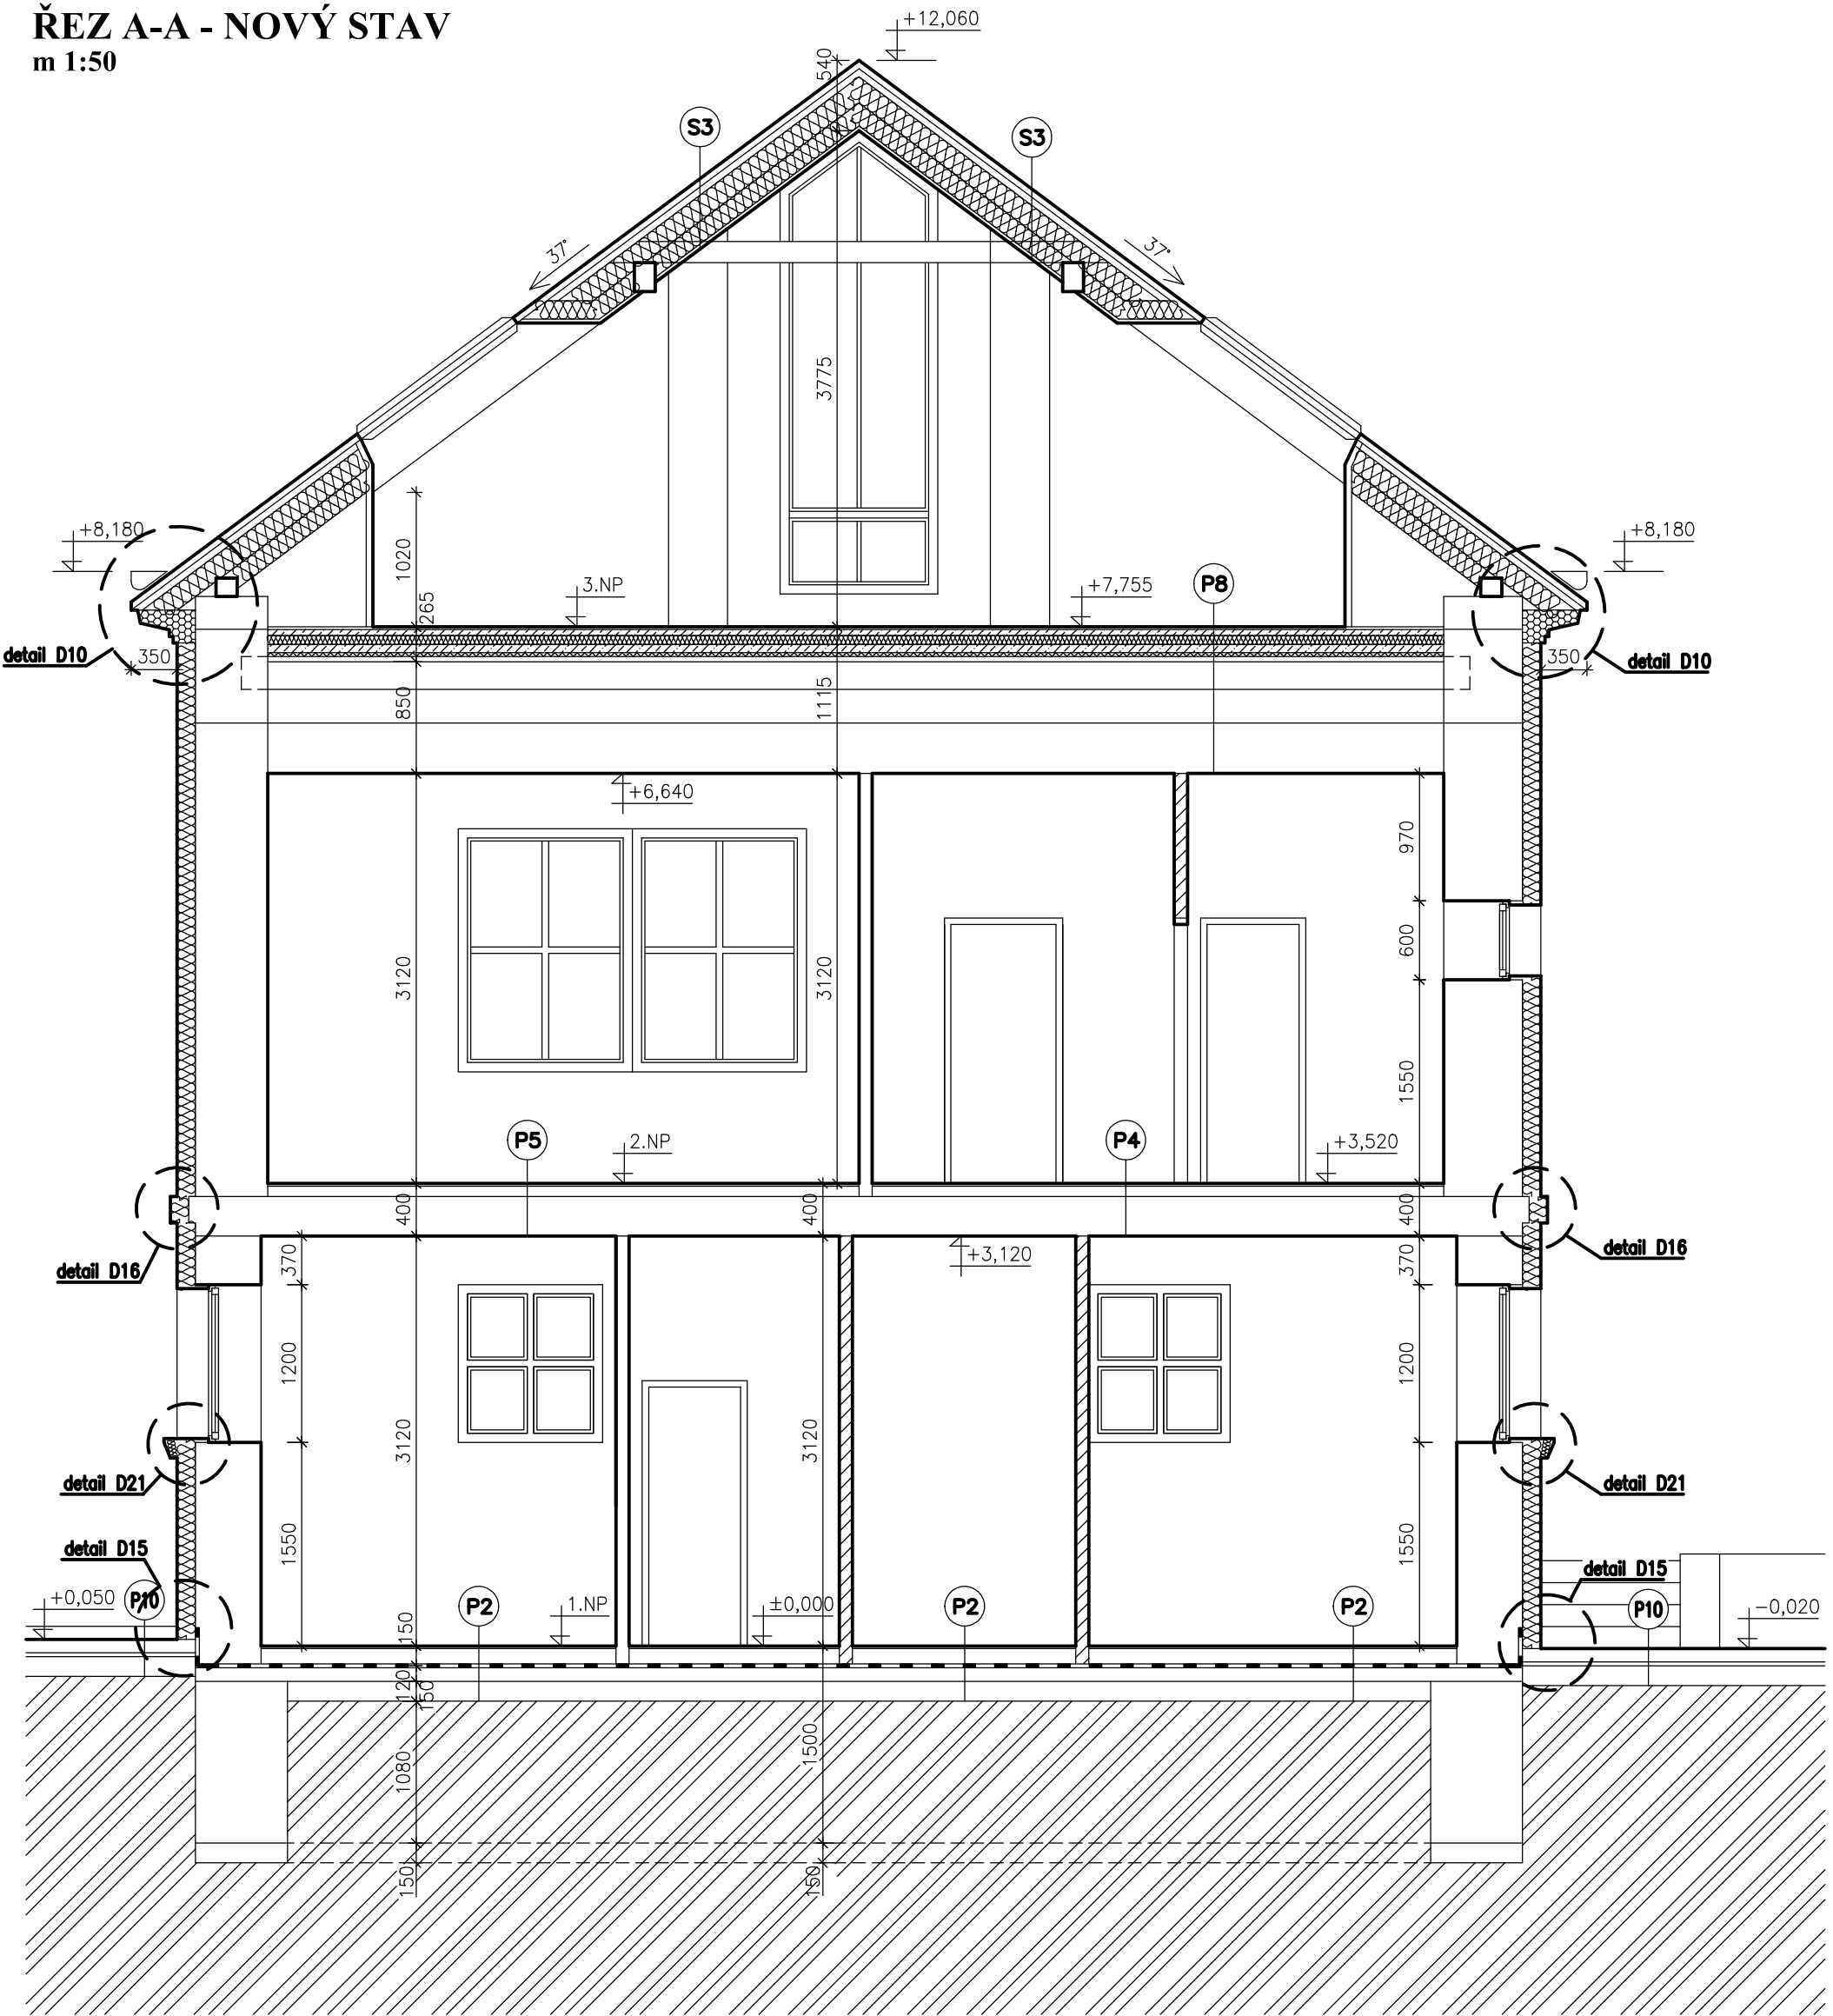 ŘEZ A-A - NOVÝ STAV
m 1:50
+12,060
540
S3
S3
37°
37°
3775
+8,180
+8,180
1020
265
3.NP
+7,755
P8
detail D10
350
350
detail D10
850
1115
+6,640
970
600
3120
3120
1550
P5
2.NP
P4
+3,520
400
400
400
370
+3,120
370
detail D16
detail D16
1200
1200
3120
3120
detail D21
detail D21
1550
1550
detail D15
detail D15
+0,050
P10
P2
1.NP
±0,000
P2
P2
P10
-0,020
150
120
150
1080
1500
150
150